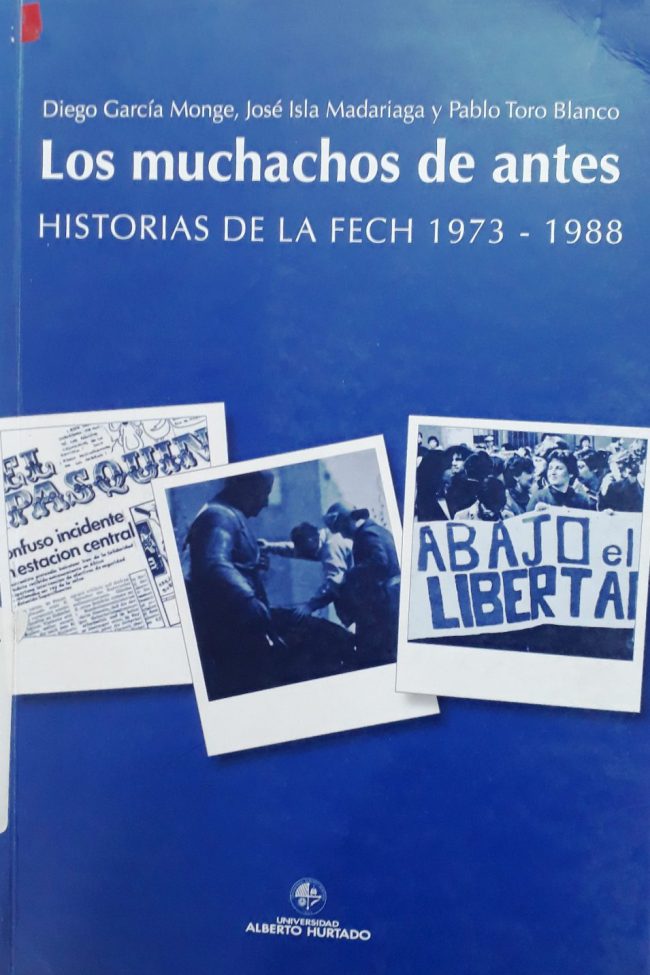 Diego García Monge, José Isla Madariaga y Pablo Toro Blanco
Los muchachos de antes
HISTORIAS DE LA FECH 1973 - 1988
EL
PASQUIN
onfuso incidente
estacion central
ABAJO el
LIBERTA
UNIVERSIDAD
ALBERTO HURTADO